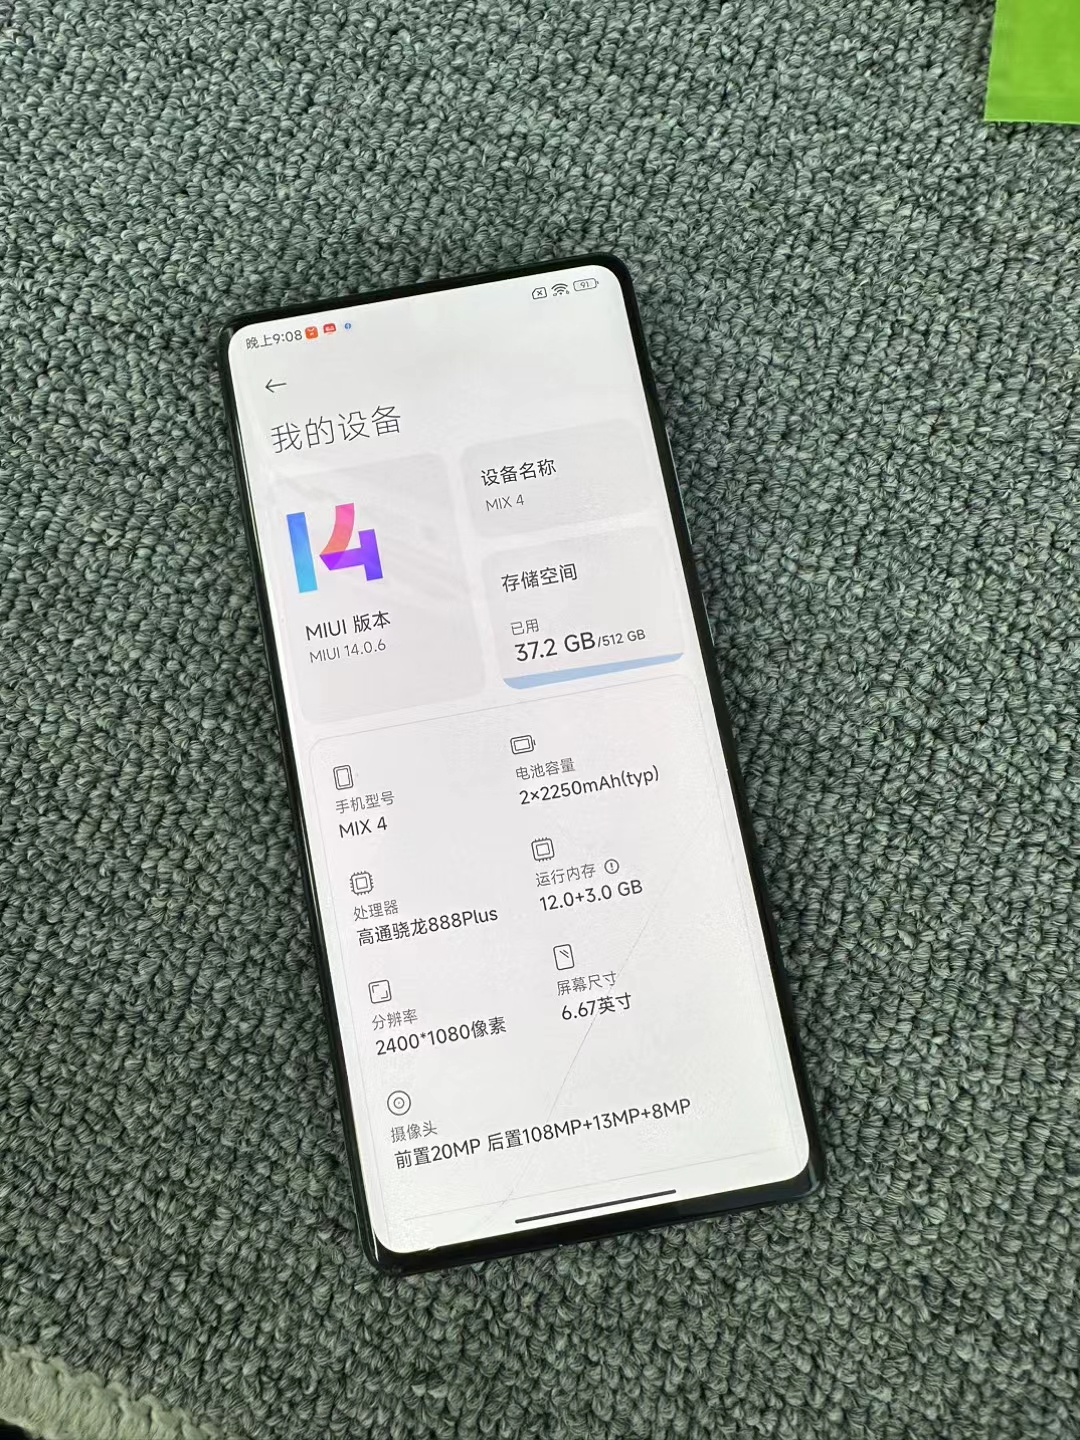 晚上9:08
91
我的设备
14
MIUI 版本
MIUI 14.0.6
设备名称
MIX 4
存储空间
已用
37.2 GB/512 GB
手机型号
MIX 4
电池容量
2×2250mAh(typ)
处理器
高通骁龙888Plus
运行内存
12.0+3.0 GB
分辨率
2400*1080像素
屏幕尺寸
6.67英寸
摄像头
前置20MP 后置108MP+13MP+8MP